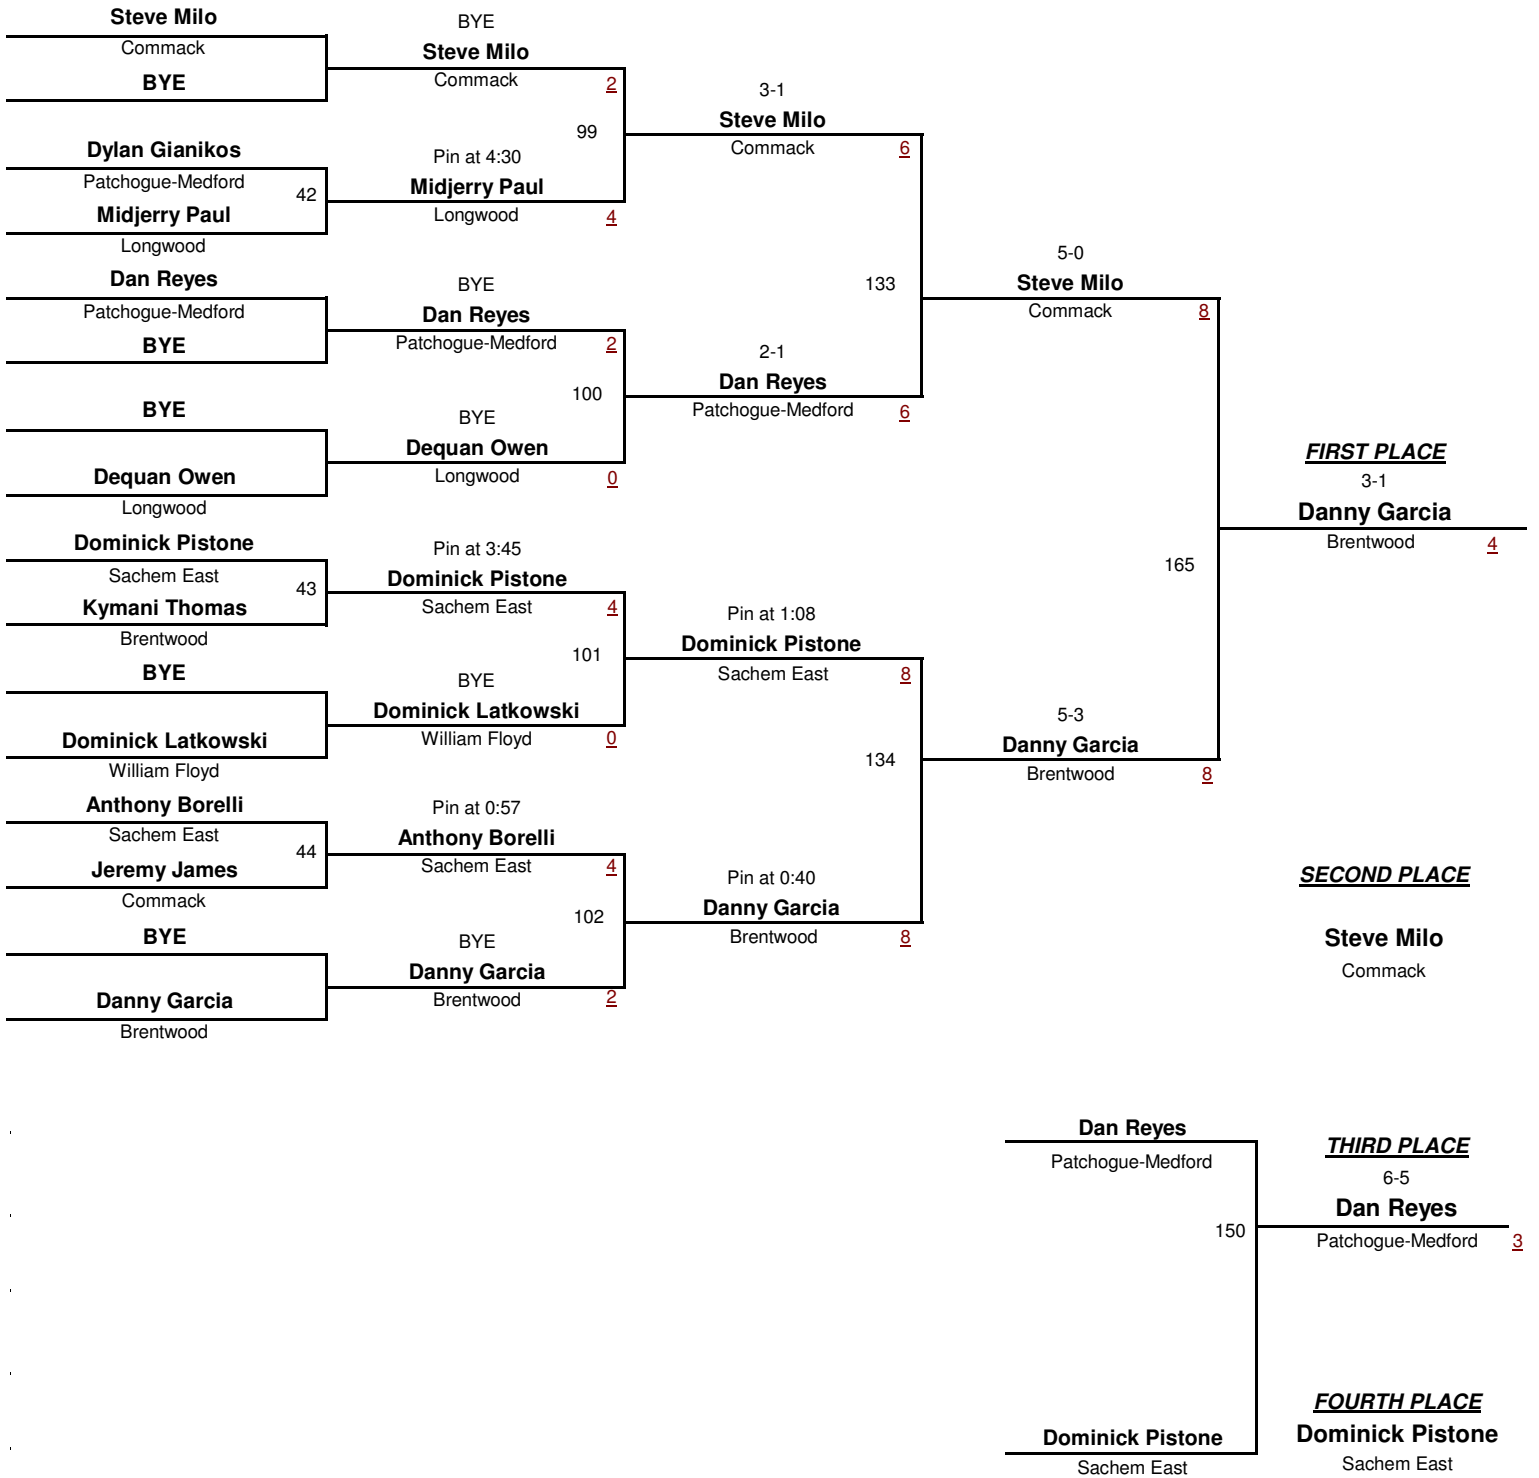 Steve Milo
Commack
BYE
Dylan Gianikos
Patchogue-Medford
42
Midjerry Paul
Longwood
Dan Reyes
Patchogue-Medford
BYE
BYE
Dequan Owen
Longwood
Dominick Pistone
Sachem East
43
Kymani Thomas
Brentwood
BYE
Dominick Latkowski
William Floyd
Anthony Borelli
Sachem East
44
Jeremy James
Commack
BYE
Danny Garcia
Brentwood
BYE
Steve Milo
Commack
2
99
Pin at 4:30
Midjerry Paul
Longwood
4
BYE
Dan Reyes
Patchogue-Medford
2
100
BYE
Dequan Owen
Longwood
0
Pin at 3:45
Dominick Pistone
Sachem East
4
101
BYE
Dominick Latkowski
William Floyd
0
Pin at 0:57
Anthony Borelli
Sachem East
4
102
BYE
Danny Garcia
Brentwood
2
3-1
Steve Milo
Commack
6
133
2-1
Dan Reyes
Patchogue-Medford
6
Pin at 1:08
Dominick Pistone
Sachem East
8
134
Pin at 0:40
Danny Garcia
Brentwood
8
5-0
Steve Milo
Commack
8
165
5-3
Danny Garcia
Brentwood
8
FIRST PLACE
3-1
Danny Garcia
Brentwood
4
SECOND PLACE
Steve Milo
Commack
Dan Reyes
Patchogue-Medford
150
Dominick Pistone
Sachem East
THIRD PLACE
6-5
Dan Reyes
Patchogue-Medford
3
FOURTH PLACE
Dominick Pistone
Sachem East